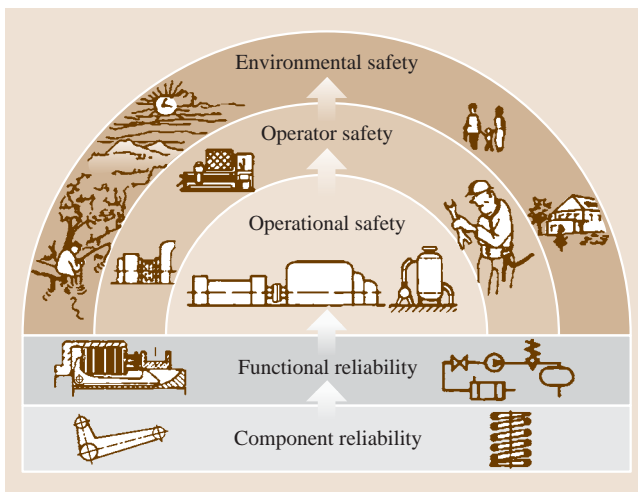 Environmental safety
Operator safety
Operational safety
Functional reliability
Component reliability